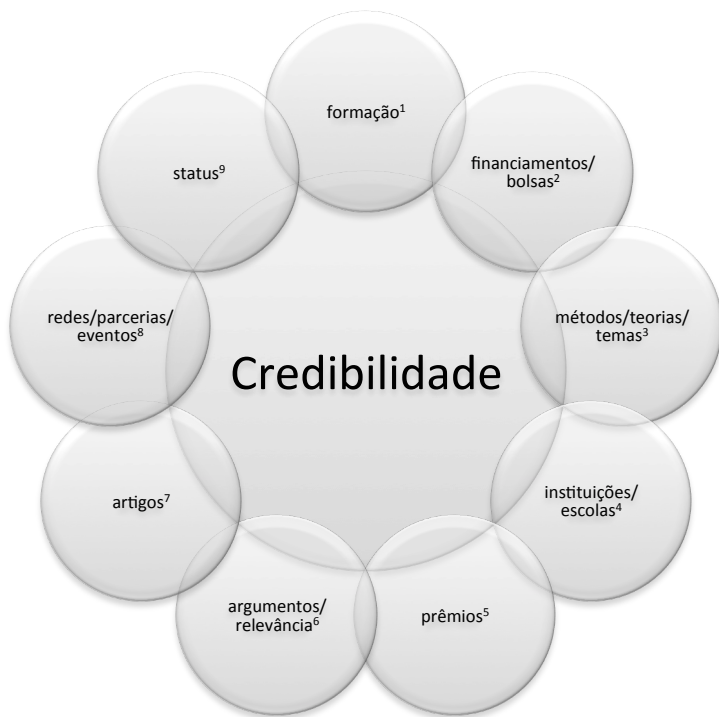 formação¹
financiamentos/
bolsas²
métodos/teorias/
temas³
instituições/
escolas⁴
prêmios⁵
argumentos/
relevância⁶
artigos⁷
redes/parcerias/
eventos⁸
status⁹
Credibilidade